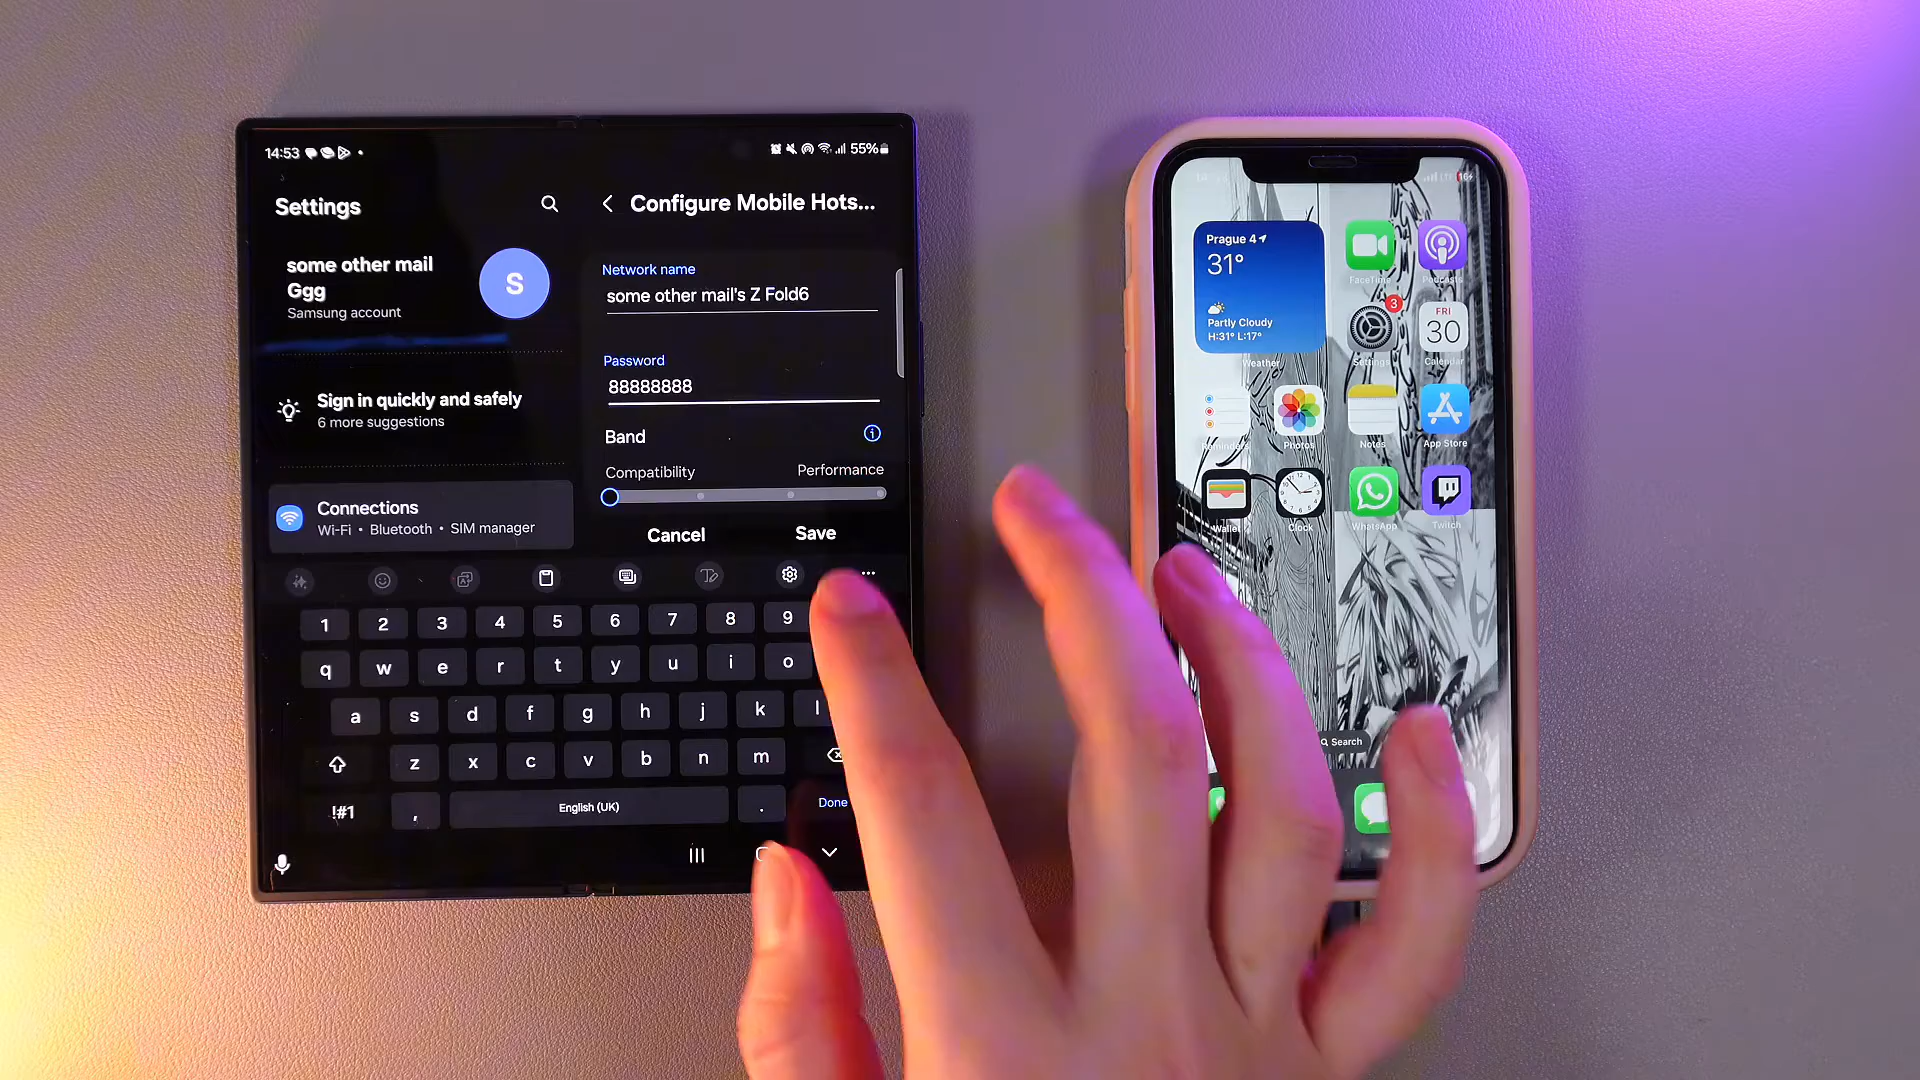 14:53
55%
Settings
Configure Mobile Hots...
some other mail
Ggg
Samsung account
S
Network name
some other mail's Z Fold6
Password
88888888
Sign in quickly and safely
6 more suggestions
Band
Compatibility
Performance
Connections
Wi-Fi • Bluetooth • SIM manager
Cancel
Save
1 2 3 4 5 6 7 8 9
q w e r t y u i o
a s d f g h j k l
z x c v b n m
!#1 , English (UK) . Done
Prague 4
31°
Partly Cloudy
H:31° L:17°
Weather
FaceTime
Podcasts
3
Settings
FRI
30
Calendar
Reminders
Photos
Notes
App Store
Wallet
Clock
WhatsApp
Twitch
Search